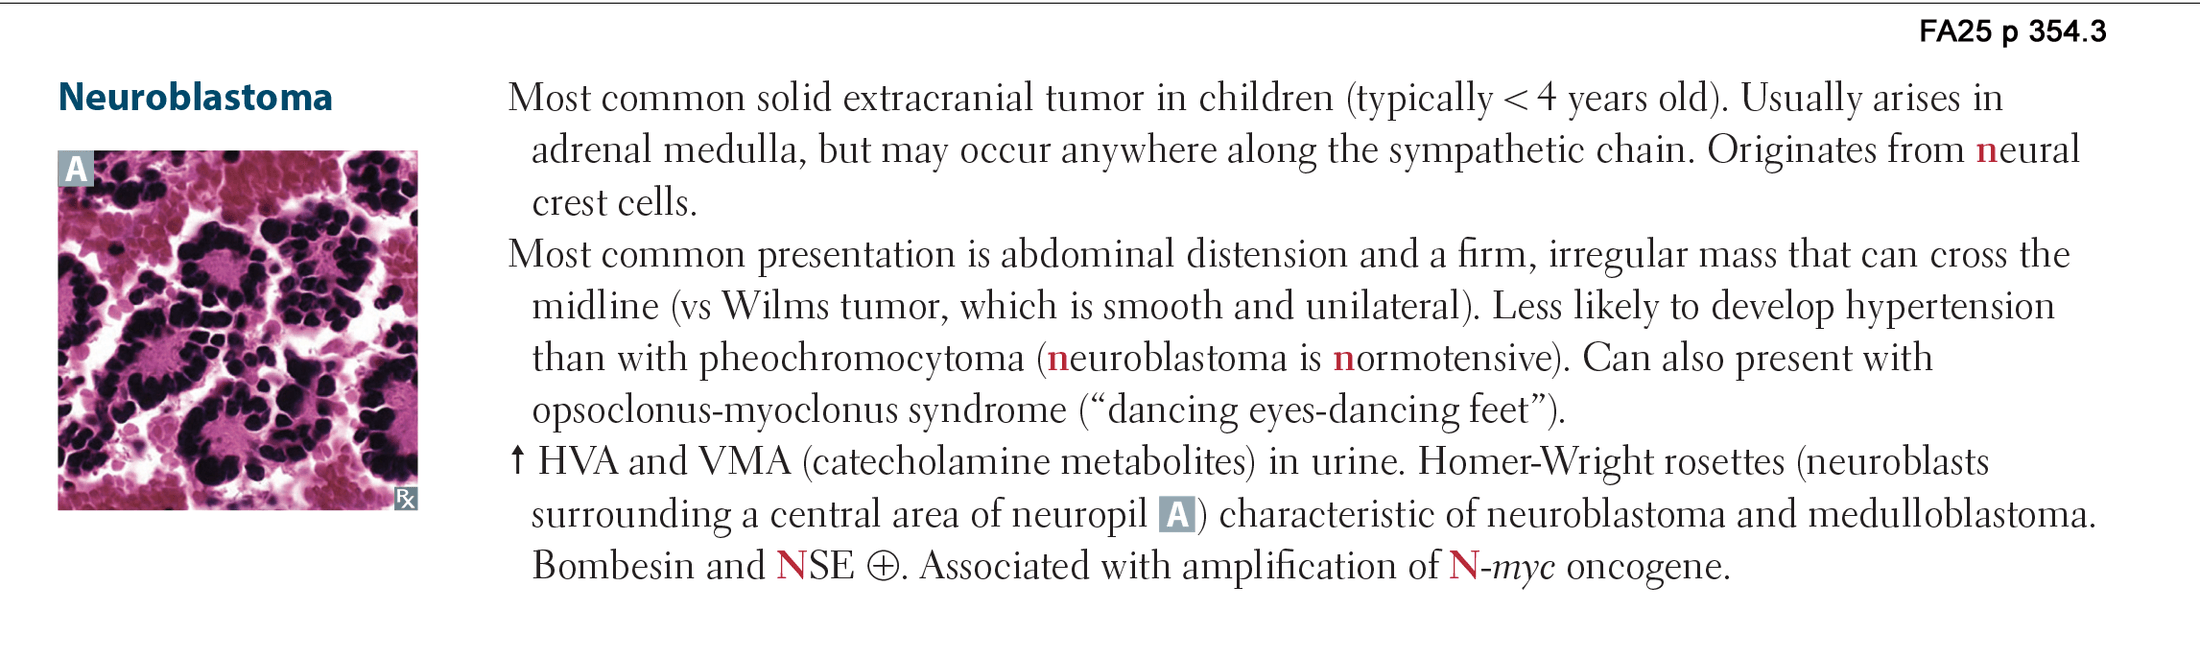 FA25 p 354.3
Neuroblastoma
A
Rx
Most common solid extracranial tumor in children (typically < 4 years old). Usually arises in
adrenal medulla, but may occur anywhere along the sympathetic chain. Originates from neural
crest cells.
Most common presentation is abdominal distension and a firm, irregular mass that can cross the
midline (vs Wilms tumor, which is smooth and unilateral). Less likely to develop hypertension
than with pheochromocytoma (neuroblastoma is normotensive). Can also present with
opsoclonus-myoclonus syndrome (“dancing eyes-dancing feet”).
↑ HVA and VMA (catecholamine metabolites) in urine. Homer-Wright rosettes (neuroblasts
surrounding a central area of neuropil A) characteristic of neuroblastoma and medulloblastoma.
Bombesin and NSE ⊕. Associated with amplification of N-myc oncogene.